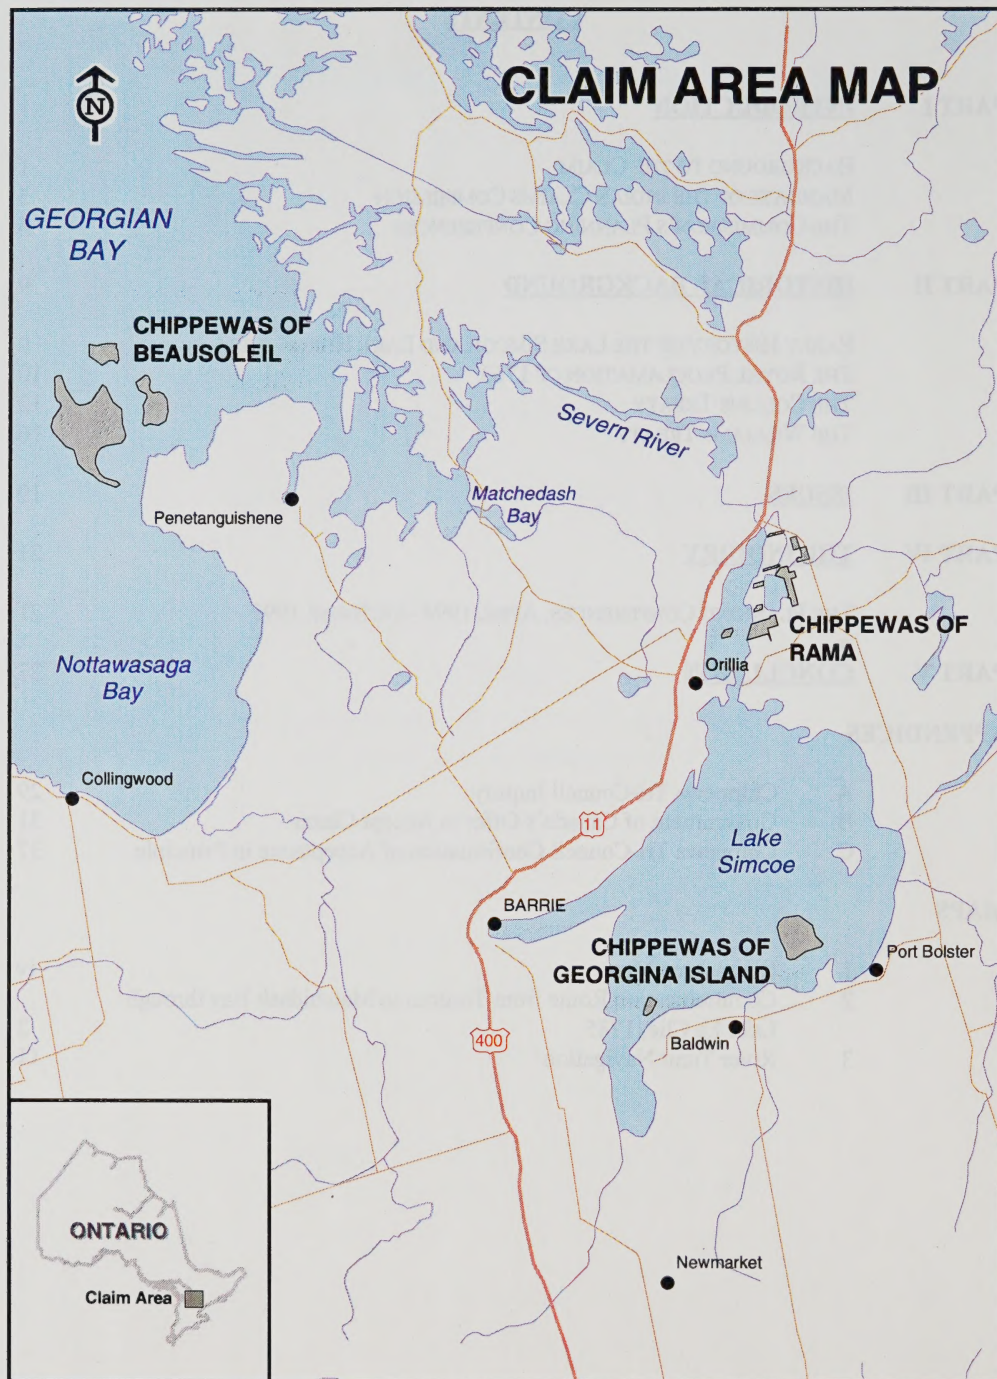 CLAIM AREA MAP
N
GEORGIAN
BAY
CHIPPEWAS OF
BEAUSOLEIL
Severn River
Matchedash
Bay
Penetanguishene
CHIPPEWAS OF
RAMA
Nottawasaga
Bay
Orillia
Collingwood
11
Lake
Simcoe
BARRIE
CHIPPEWAS OF
GEORGINA ISLAND
Port Bolster
400
Baldwin
ONTARIO
Claim Area
Newmarket